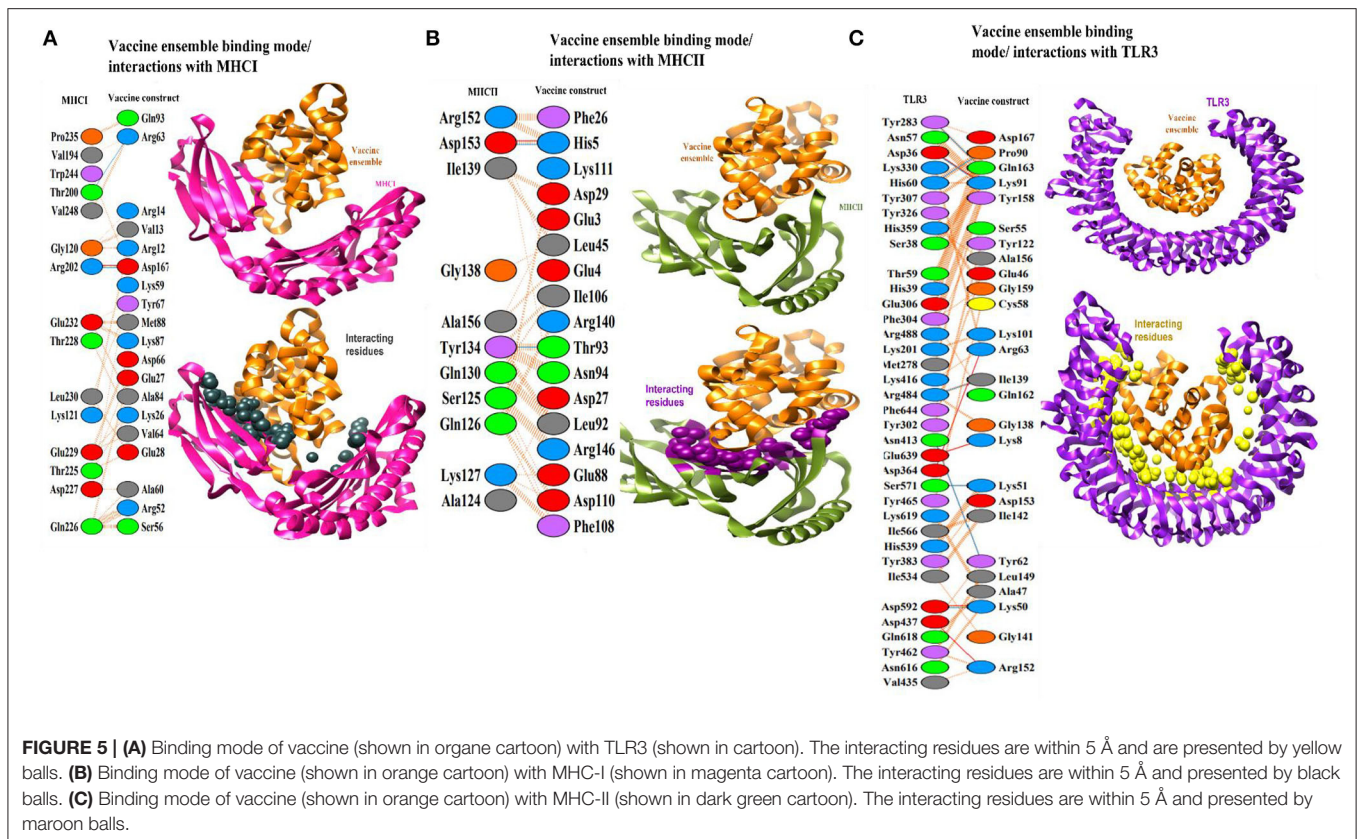 A
Vaccine ensemble binding mode/
interactions with MHCI
MHCI
Vaccine construct
Gln93
Pro235
Arg63
Val194
Trp244
Thr200
Val248
Arg14
Val13
Gly120
Arg12
Arg202
Asp167
Lys59
Tyr67
Glu232
Met88
Thr228
Lys87
Asp66
Glu27
Leu230
Ala84
Lys121
Lys26
Val64
Glu229
Glu28
Thr225
Asp227
Ala60
Arg52
Gln226
Ser56
Vaccine
ensemble
MHCI
Interacting
residues
B
Vaccine ensemble binding mode/
interactions with MHCII
MHCII
Vaccine construct
Arg152
Phe26
Asp153
His5
Ile139
Lys111
Asp29
Glu3
Leu45
Gly138
Glu4
Ile106
Ala156
Arg140
Tyr134
Thr93
Gln130
Asn94
Ser125
Asp27
Gln126
Leu92
Arg146
Lys127
Glu88
Ala124
Asp110
Phe108
Vaccine
ensemble
MHCII
Interacting
residues
C
Vaccine ensemble binding
mode/ interactions with TLR3
TLR3
Vaccine construct
Tyr283
Asn57
Asp167
Asp36
Pro90
Lys330
Gln163
His60
Lys91
Tyr307
Tyr158
Tyr326
His359
Ser55
Ser38
Tyr122
Ala156
Thr59
Glu46
His39
Gly159
Glu306
Cys58
Phe304
Arg488
Lys101
Lys201
Arg63
Met278
Lys416
Ile139
Arg484
Gln162
Phe644
Tyr302
Gly138
Asn413
Lys8
Glu639
Asp364
Ser571
Lys51
Tyr465
Asp153
Lys619
Ile142
Ile566
His539
Tyr383
Tyr62
Ile534
Leu149
Ala47
Asp592
Lys50
Asp437
Gln618
Gly141
Tyr462
Asn616
Arg152
Val435
TLR3
Vaccine
ensemble
Interacting
residues
FIGURE 5 | (A) Binding mode of vaccine (shown in organe cartoon) with TLR3 (shown in cartoon). The interacting residues are within 5 Å and are presented by yellow
balls. (B) Binding mode of vaccine (shown in orange cartoon) with MHC-I (shown in magenta cartoon). The interacting residues are within 5 Å and presented by black
balls. (C) Binding mode of vaccine (shown in orange cartoon) with MHC-II (shown in dark green cartoon). The interacting residues are within 5 Å and presented by
maroon balls.